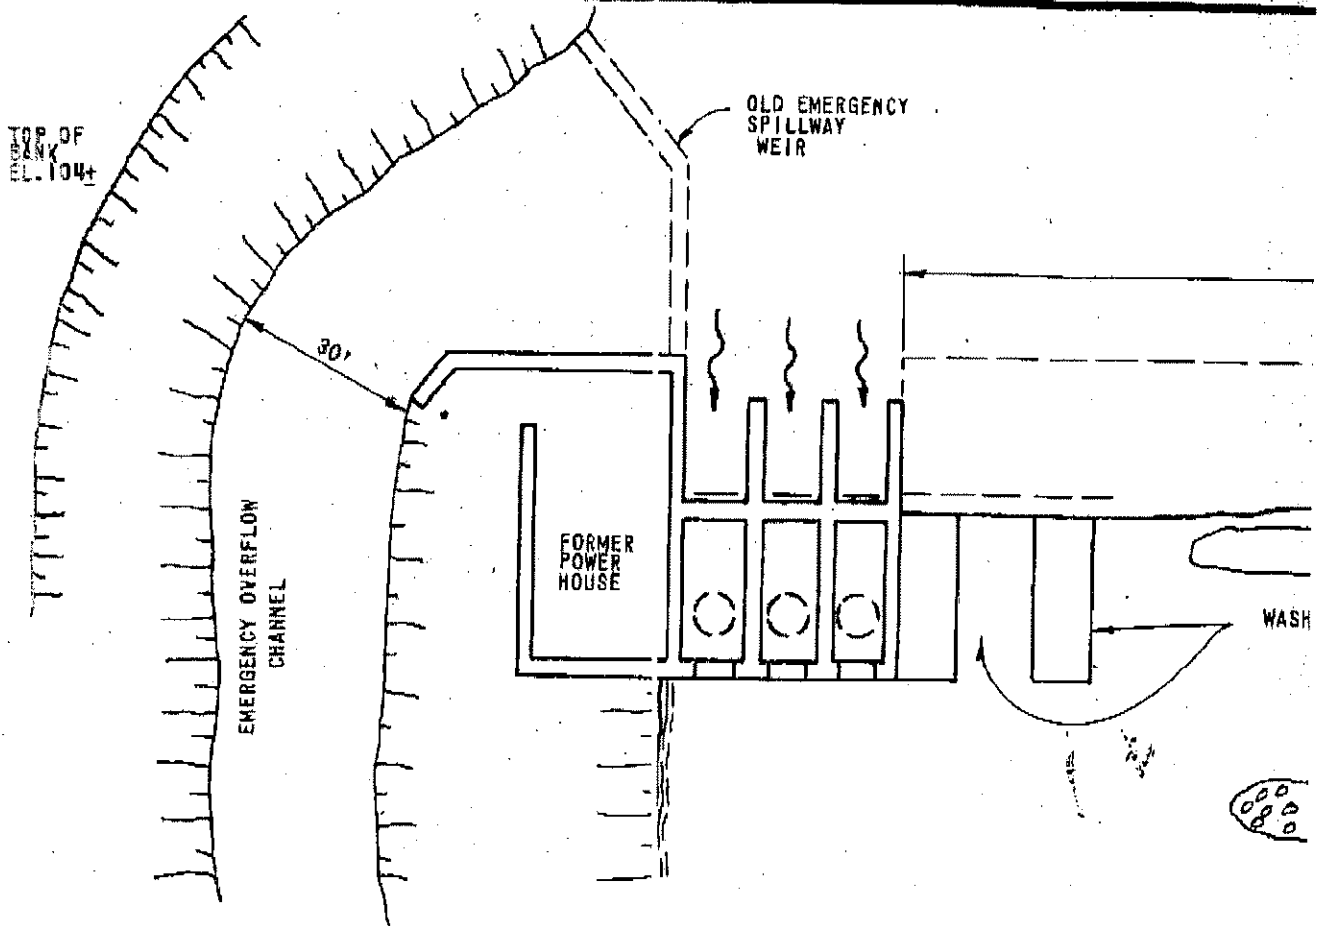 TOP OF
BANK
EL.104±
OLD EMERGENCY
SPILLWAY
WEIR
30'
EMERGENCY OVERFLOW
CHANNEL
FORMER
POWER
HOUSE
WASH